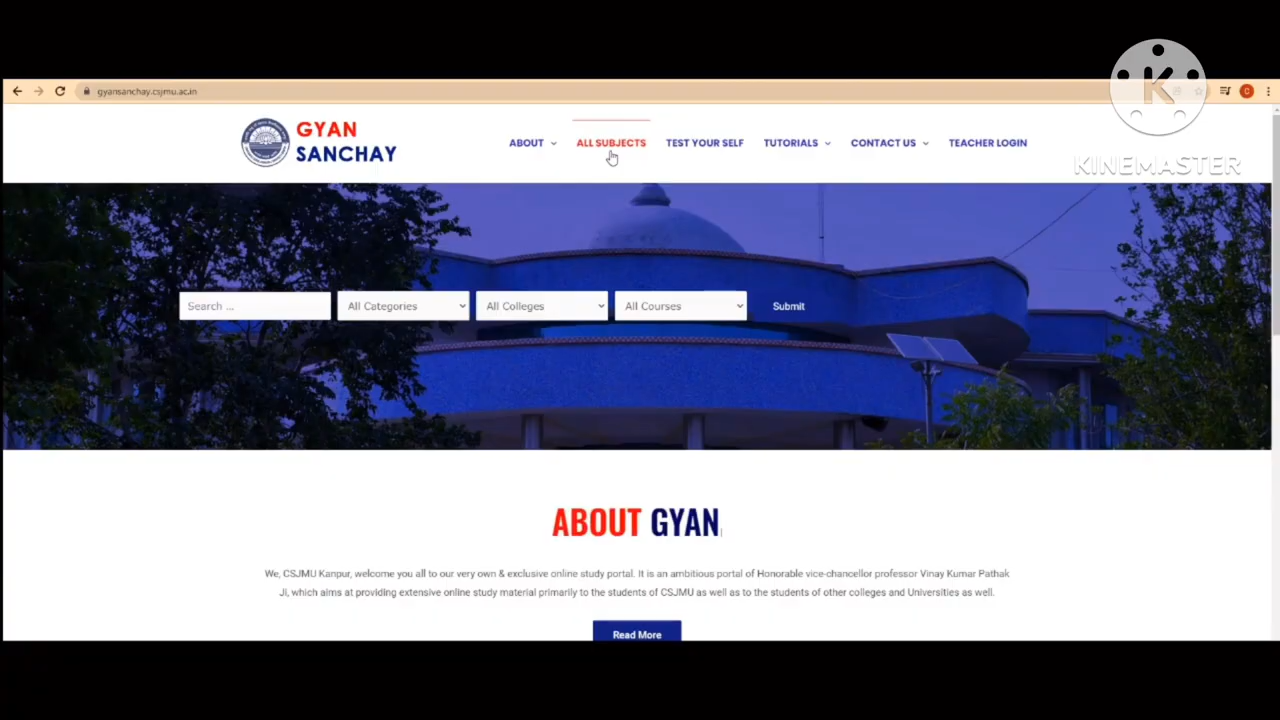 gyansanchay.csjmu.ac.in
C
K
KINEMASTER
GYAN
SANCHAY
ABOUT
ALL SUBJECTS
TEST YOUR SELF
TUTORIALS
CONTACT US
TEACHER LOGIN
Search ...
All Categories
All Colleges
All Courses
Submit
ABOUT GYAN
We, CSJMU Kanpur, welcome you all to our very own & exclusive online study portal. It is an ambitious portal of Honorable vice-chancellor professor Vinay Kumar Pathak
Ji, which aims at providing extensive online study material primarily to the students of CSJMU as well as to the students of other colleges and Universities as well.
Read More